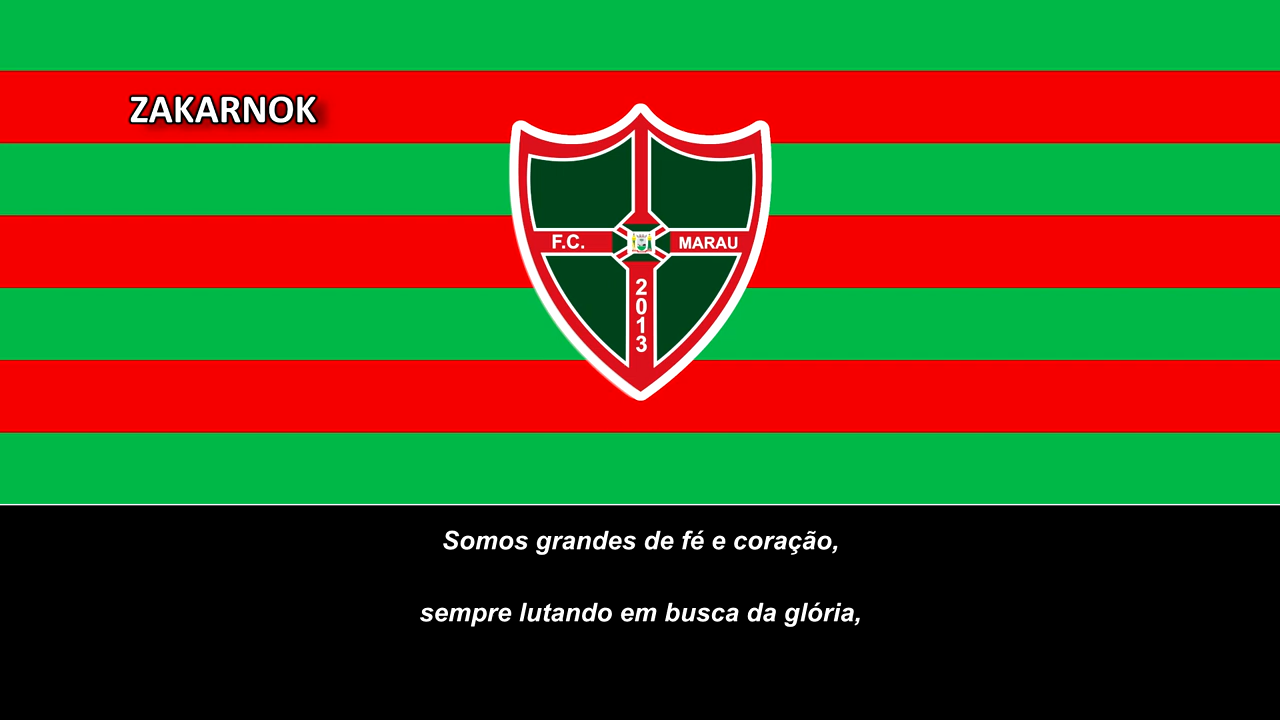 ZAKARNOK
F.C. MARAU
2013
Somos grandes de fé e coração,
sempre lutando em busca da glória,